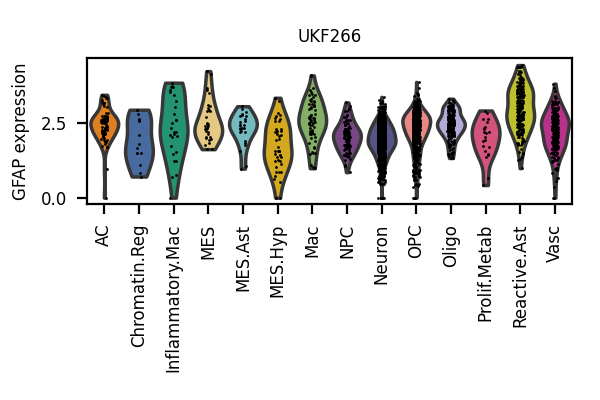 UKF266
GFAP expression
2.5
0.0
AC
Chromatin.Reg
Inflammatory.Mac
MES
MES.Ast
MES.Hyp
Mac
NPC
Neuron
OPC
Oligo
Prolif.Metab
Reactive.Ast
Vasc